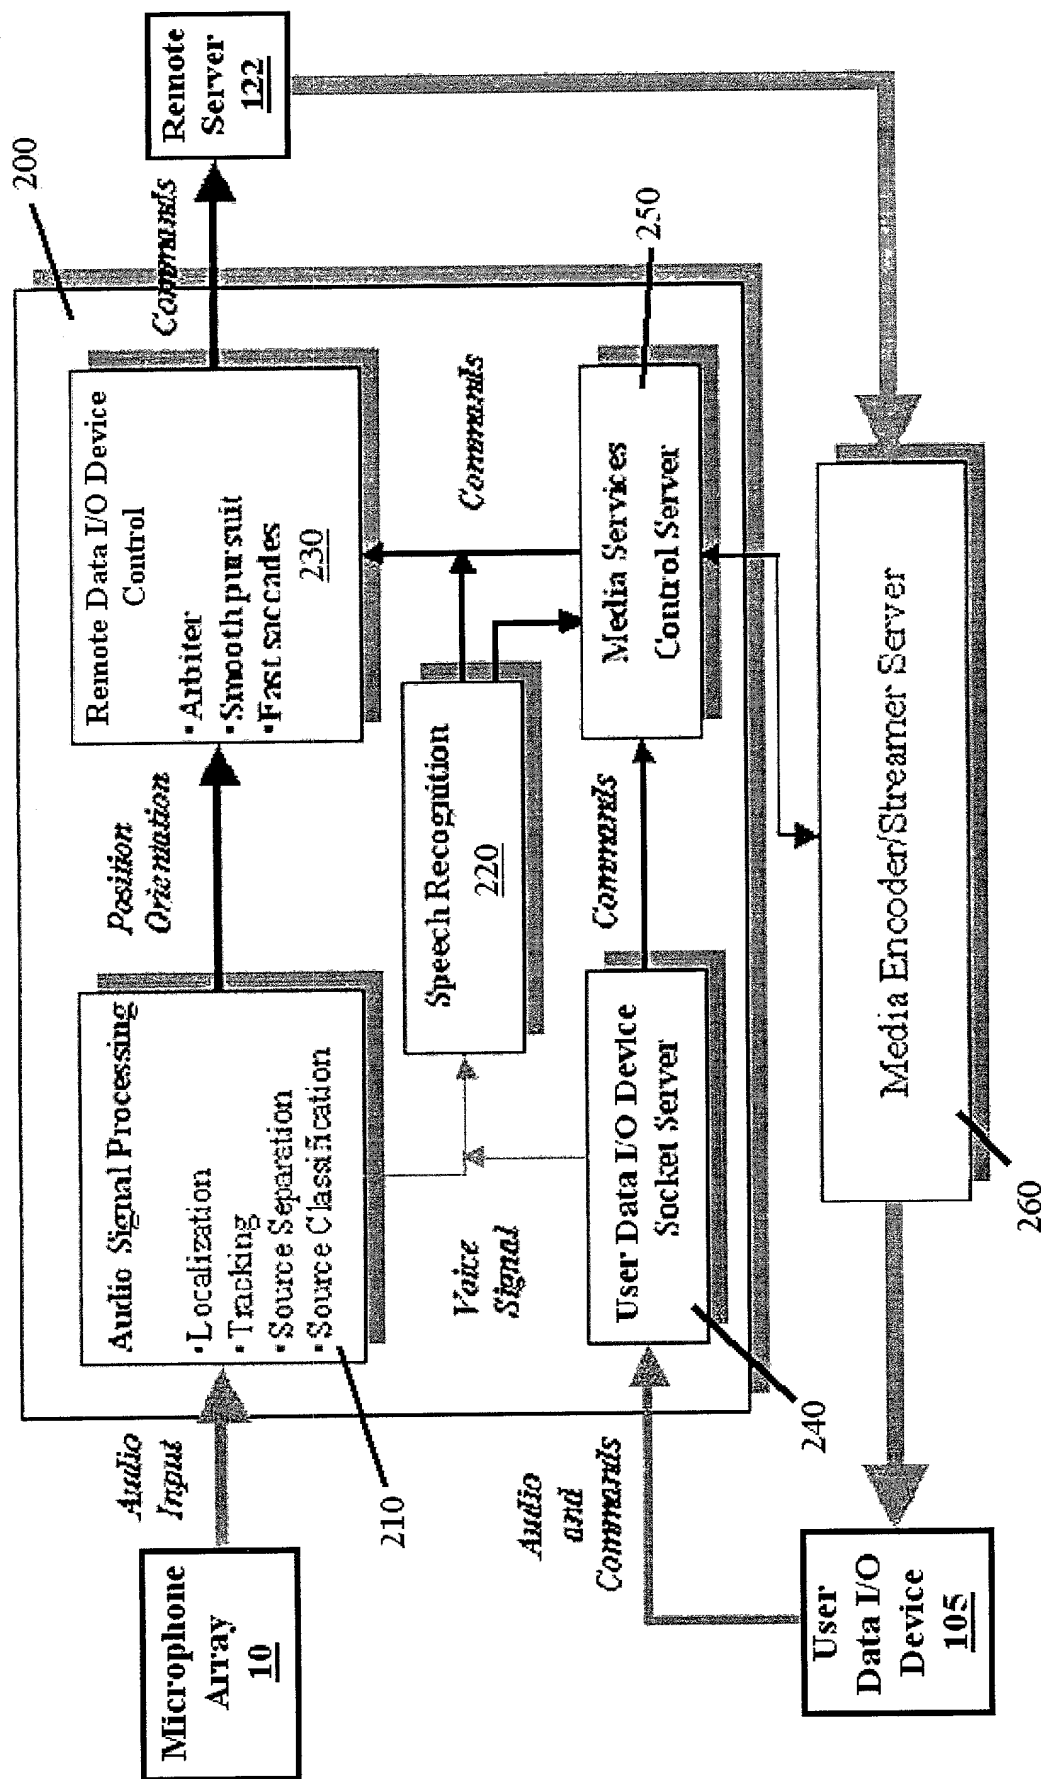 Microphone
Array
10
Audio
Input
200
Audio Signal Processing
•Localization
•Tracking
•Source Separation
•Source Classification
210
Position
Orientation
Remote Data I/O Device
Control
•Arbiter
•Smooth pursuit
•Fast saccades
230
Commands
Remote
Server
122
Voice
Signal
Speech Recognition
220
Commands
User Data I/O Device
Socket Server
240
Commands
Media Services
Control Server
250
Audio
and
Commands
User
Data I/O
Device
105
Media Encoder/Streamer Server
260